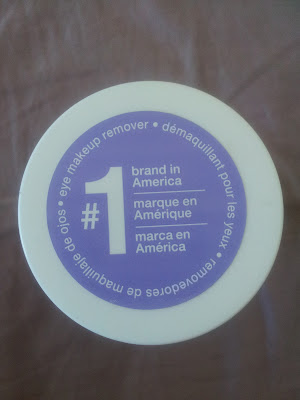 eye makeup remover • démaquillant pour les yeux • removedores de maquillaje de ojos •
#1
brand in
America
marque en
Amérique
marca en
América